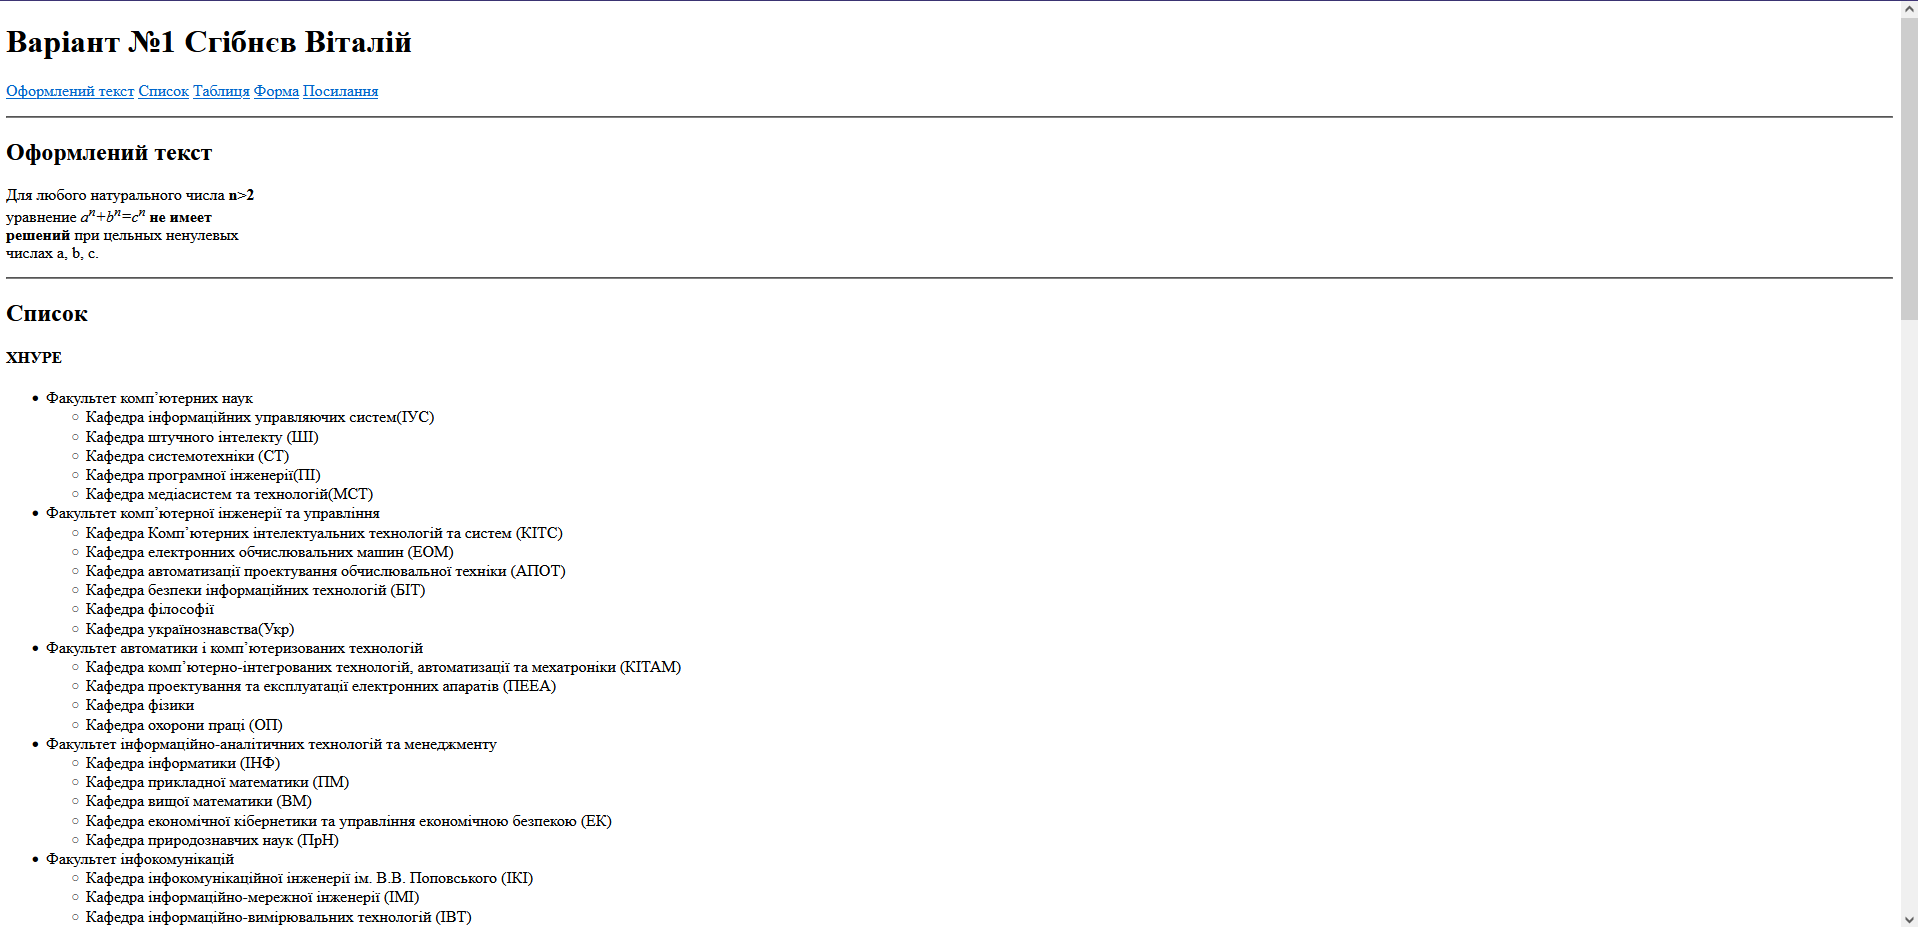 Варіант №1 Сгібнєв Віталій
Оформлений текст Список Таблиця Форма Посилання
Оформлений текст
Для любого натурального числа n>2
уравнение aⁿ+bⁿ=cⁿ не имеет
решений при цельных ненулевых
числах a, b, c.
Список
ХНУРЕ
Факультет комп’ютерних наук
Кафедра інформаційних управляючих систем(ІУС)
Кафедра штучного інтелекту (ШІ)
Кафедра системотехніки (СТ)
Кафедра програмної інженерії(ПІ)
Кафедра медіасистем та технологій(МСТ)
Факультет комп’ютерної інженерії та управління
Кафедра Комп’ютерних інтелектуальних технологій та систем (КІТС)
Кафедра електронних обчислювальних машин (ЕОМ)
Кафедра автоматизації проектування обчислювальної техніки (АПОТ)
Кафедра безпеки інформаційних технологій (БІТ)
Кафедра філософії
Кафедра українознавства(Укр)
Факультет автоматики і комп’ютеризованих технологій
Кафедра комп’ютерно-інтегрованих технологій, автоматизації та мехатроніки (КІТАМ)
Кафедра проектування та експлуатації електронних апаратів (ПЕЕА)
Кафедра фізики
Кафедра охорони праці (ОП)
Факультет інформаційно-аналітичних технологій та менеджменту
Кафедра інформатики (ІНФ)
Кафедра прикладної математики (ПМ)
Кафедра вищої математики (ВМ)
Кафедра економічної кібернетики та управління економічною безпекою (ЕК)
Кафедра природознавчих наук (ПрН)
Факультет інфокомунікацій
Кафедра інфокомунікаційної інженерії ім. В.В. Поповського (ІКІ)
Кафедра інформаційно-мережної інженерії (ІМІ)
Кафедра інформаційно-вимірювальних технологій (ІВТ)